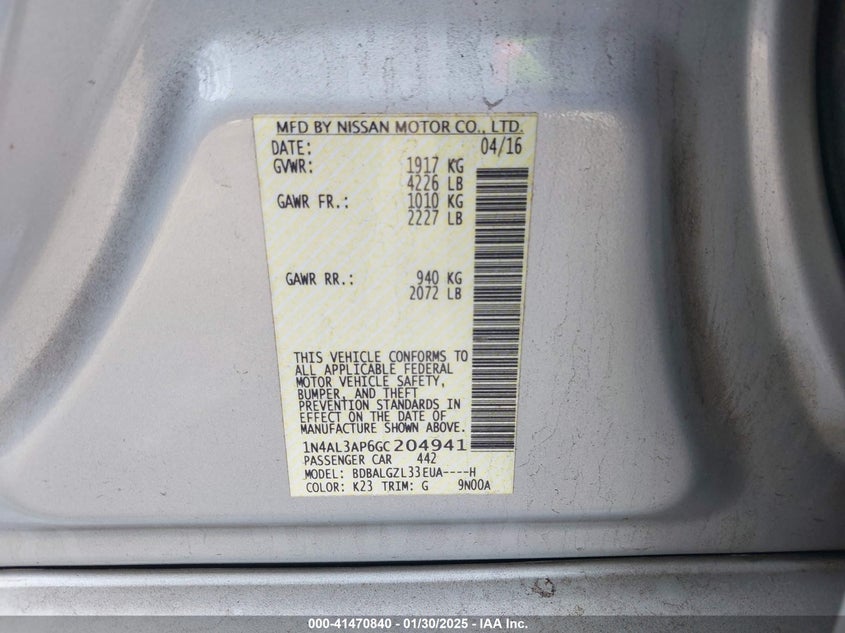 MFD BY NISSAN MOTOR CO., LTD.
DATE: 04/16
GVWR: 1917 KG
4226 LB
GAWR FR.: 1010 KG
2227 LB
GAWR RR.: 940 KG
2072 LB
THIS VEHICLE CONFORMS TO
ALL APPLICABLE FEDERAL
MOTOR VEHICLE SAFETY,
BUMPER, AND THEFT
PREVENTION STANDARDS IN
EFFECT ON THE DATE OF
MANUFACTURE SHOWN ABOVE.
1N4AL3AP6GC204941
PASSENGER CAR 442
MODEL: BDBALGZL33EUA----H
COLOR: K23 TRIM: G 9N00A
000-41470840 - 01/30/2025 - IAA Inc.